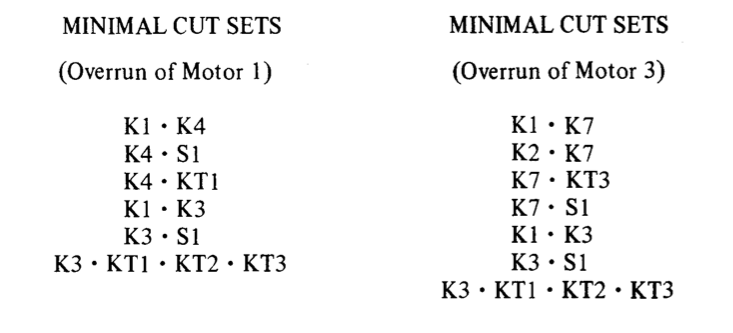 MINIMAL CUT SETS
(Overrun of Motor 1)
K1 · K4
K4 · S1
K4 · KT1
K1 · K3
K3 · S1
K3 · KT1 · KT2 · KT3
MINIMAL CUT SETS
(Overrun of Motor 3)
K1 · K7
K2 · K7
K7 · KT3
K7 · S1
K1 · K3
K3 · S1
K3 · KT1 · KT2 · KT3